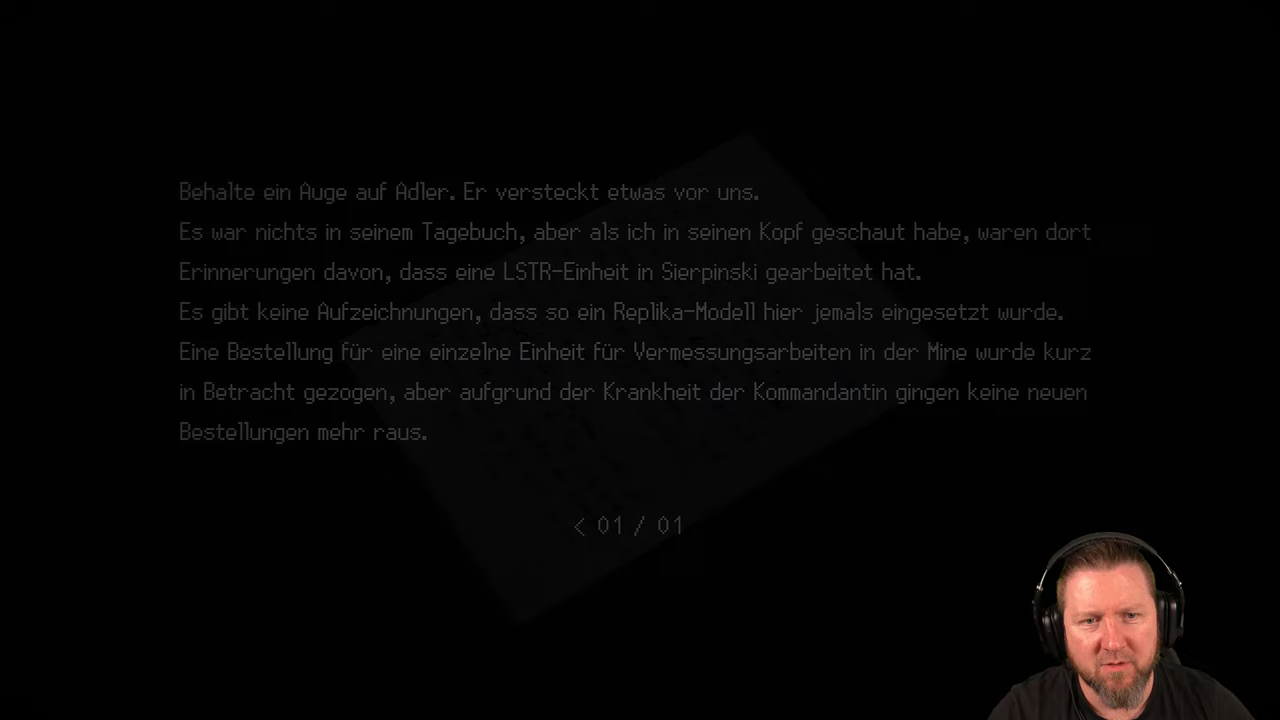 Behalte ein Auge auf Adler. Er versteckt etwas vor uns.
Es war nichts in seinem Tagebuch, aber als ich in seinen Kopf geschaut habe, waren dort
Erinnerungen davon, dass eine LSTR-Einheit in Sierpinski gearbeitet hat.
Es gibt keine Aufzeichnungen, dass so ein Replika-Modell hier jemals eingesetzt wurde.
Eine Bestellung für eine einzelne Einheit für Vermessungsarbeiten in der Mine wurde kurz
in Betracht gezogen, aber aufgrund der Krankheit der Kommandantin gingen keine neuen
Bestellungen mehr raus.
< 01 / 01